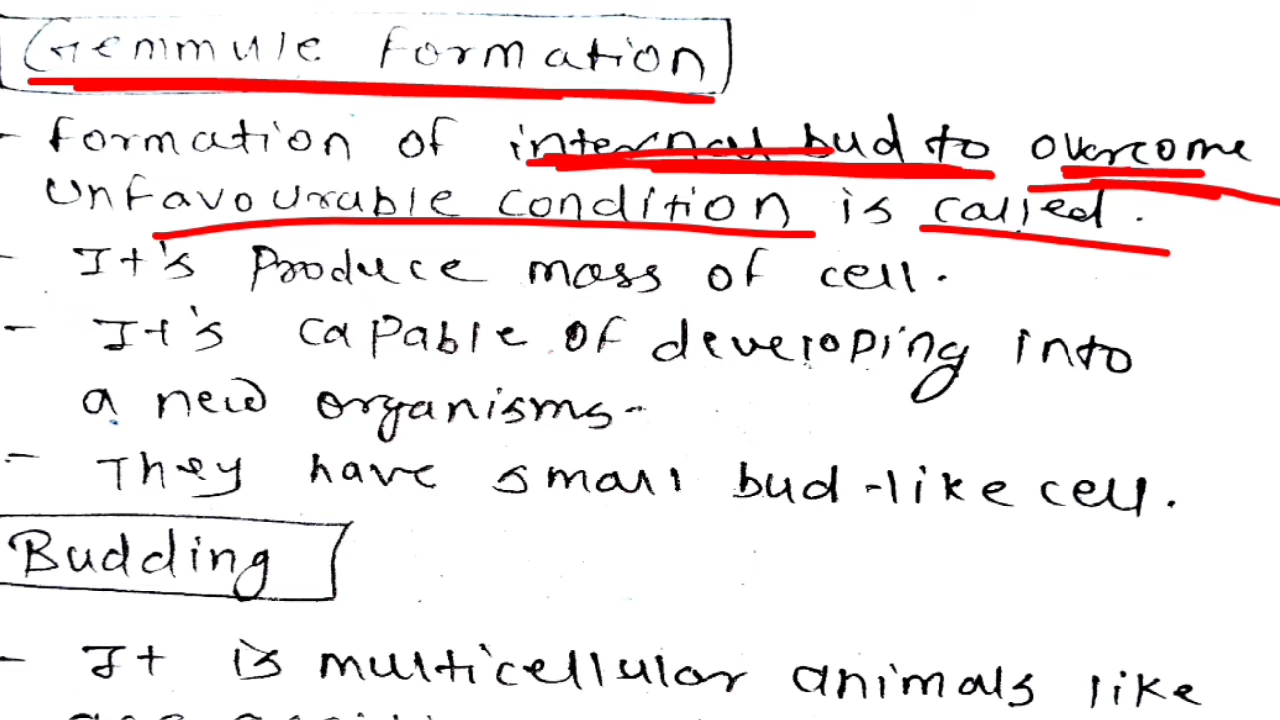 Gemmule formation
- formation of internal bud to overcome
unfavourable condition is called.
- It's produce mass of cell.
- It's capable of developing into
a new organisms-
- They have small bud-like cell.
Budding
- It is multicellular animals like